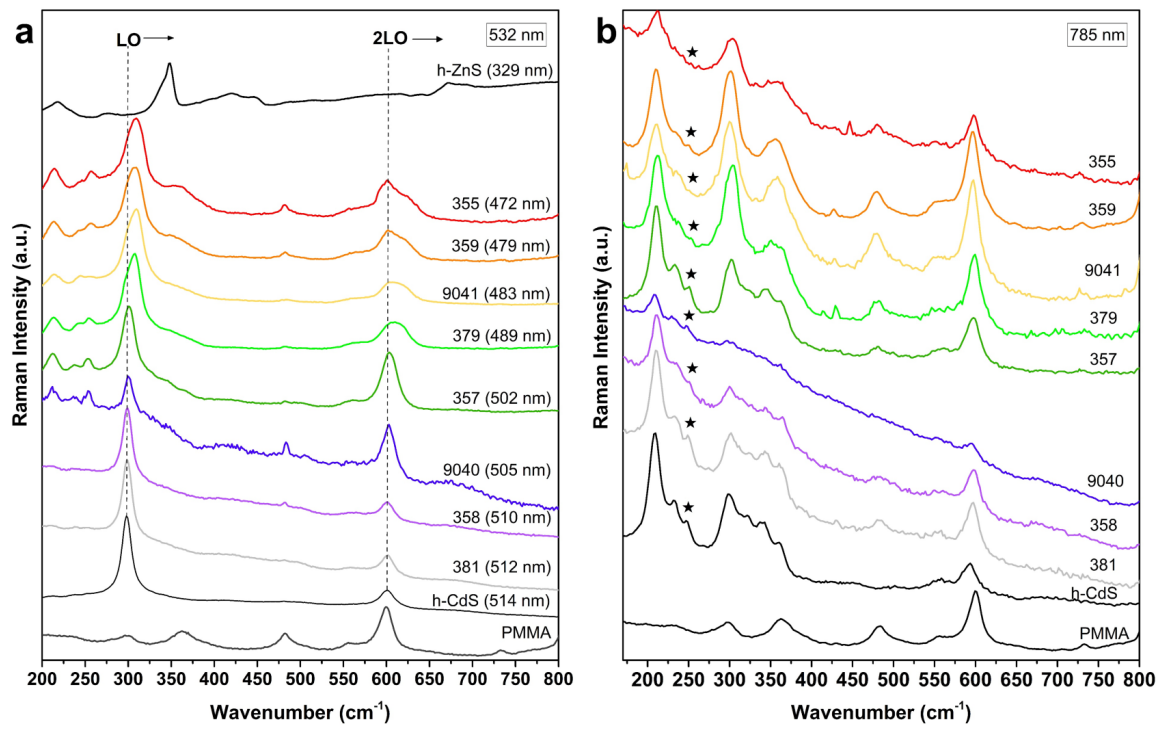 a
LO
2LO
532 nm
h-ZnS (329 nm)
355 (472 nm)
359 (479 nm)
9041 (483 nm)
379 (489 nm)
357 (502 nm)
9040 (505 nm)
358 (510 nm)
381 (512 nm)
h-CdS (514 nm)
PMMA
200 250 300 350 400 450 500 550 600 650 700 750 800
Wavenumber (cm-1)
Raman Intensity (a.u.)
b
785 nm
355
359
9041
379
357
9040
358
381
h-CdS
PMMA
200 250 300 350 400 450 500 550 600 650 700 750 800
Wavenumber (cm-1)
Raman Intensity (a.u.)